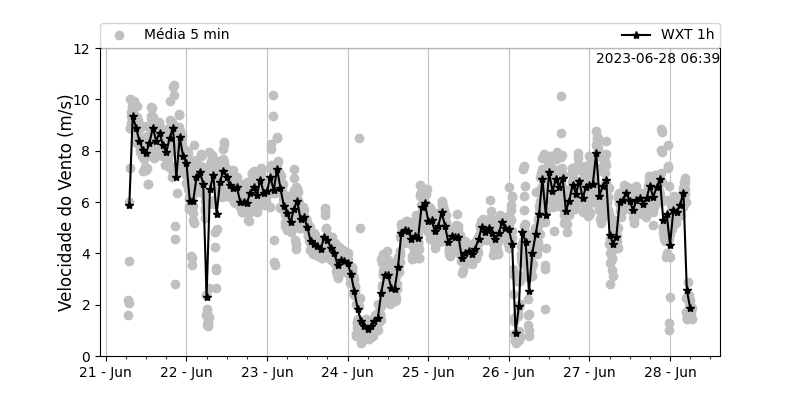 Média 5 min
WXT 1h
2023-06-28 06:39
Velocidade do Vento (m/s)
12
10
8
6
4
2
0
21 - Jun
22 - Jun
23 - Jun
24 - Jun
25 - Jun
26 - Jun
27 - Jun
28 - Jun